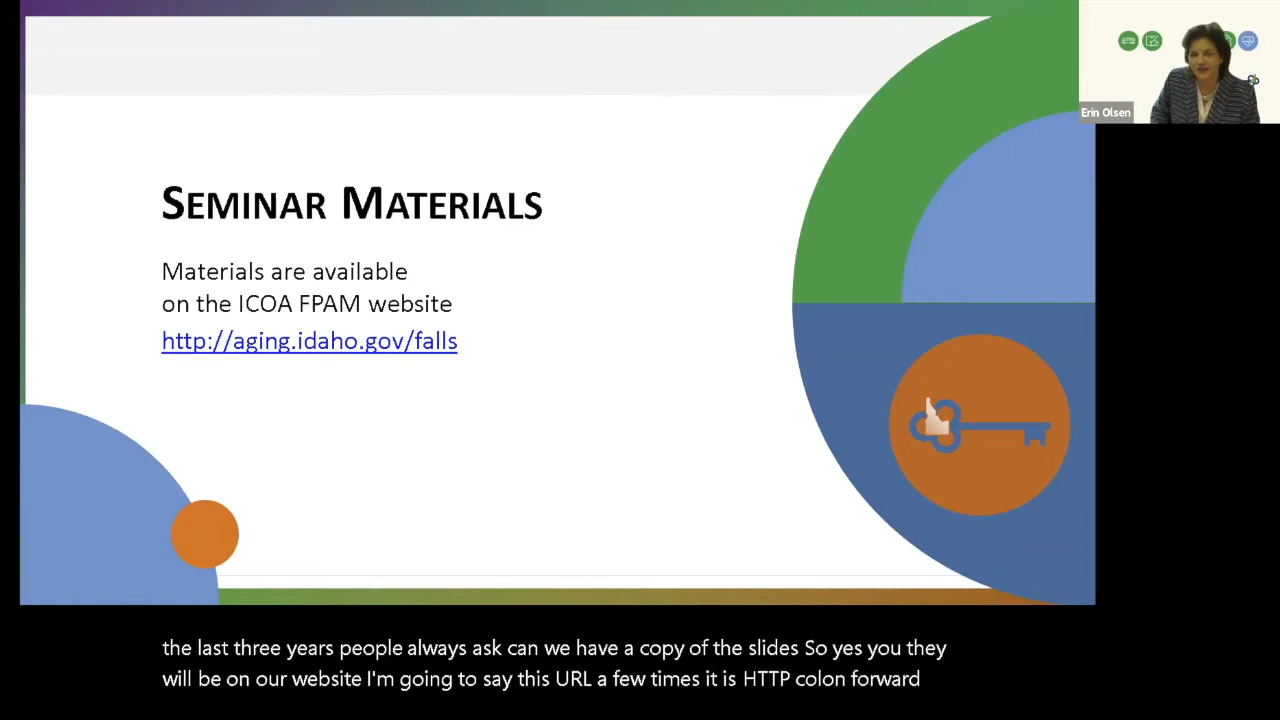 Erin Olsen
SEMINAR MATERIALS
Materials are available
on the ICOA FPAM website
http://aging.idaho.gov/falls
the last three years people always ask can we have a copy of the slides So yes you they
will be on our website I'm going to say this URL a few times it is HTTP colon forward